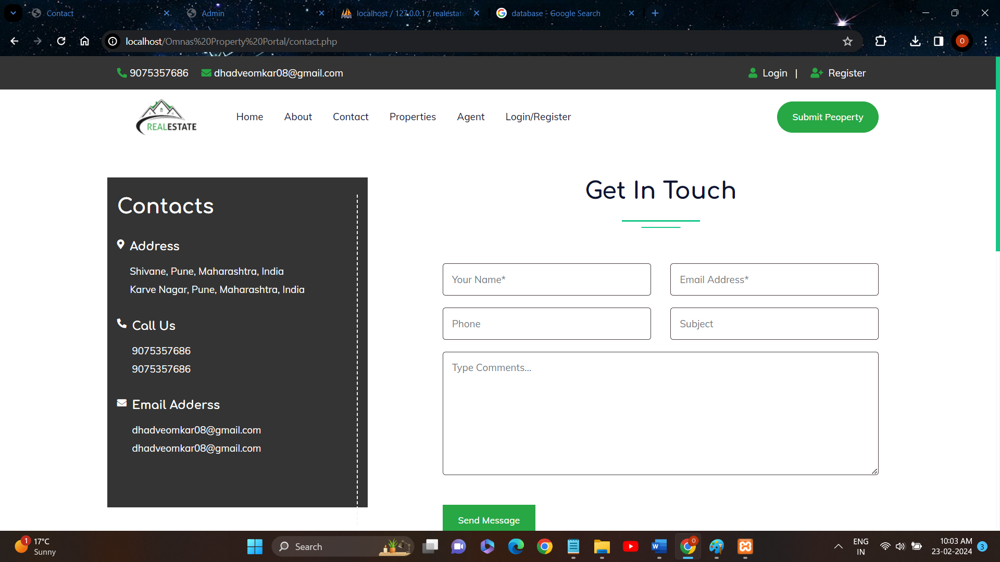 Contact
Admin
localhost / 127.0.0.1 / realestate
database - Google Search
localhost/Omnas%20Property%20Portal/contact.php
O
9075357686 dhadveomkar08@gmail.com
Login | Register
REALESTATE
Home About Contact Properties Agent Login/Register
Submit Peoperty
Contacts
Address
Shivane, Pune, Maharashtra, India
Karve Nagar, Pune, Maharashtra, India
Call Us
9075357686
9075357686
Email Adderss
dhadveomkar08@gmail.com
dhadveomkar08@gmail.com
Get In Touch
Your Name*
Email Address*
Phone
Subject
Type Comments...
Send Message
1
17°C
Sunny
Search
W
O
ENG
IN
10:03 AM
23-02-2024
3